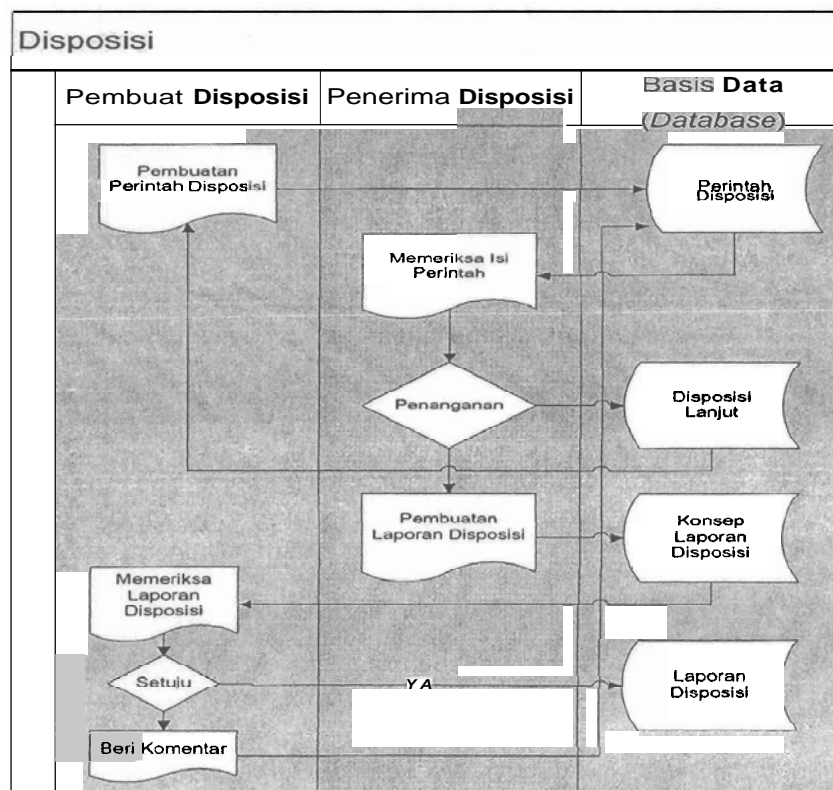 Disposisi
Pembuat Disposisi
Penerima Disposisi
Basis Data
(Database)
Pembuatan
Perintah Disposisi
Perintah
Disposisi
Memeriksa Isi
Perintah
Penanganan
Disposisi
Lanjut
Pembuatan
Laporan Disposisi
Konsep
Laporan
Disposisi
Memeriksa
Laporan
Disposisi
Setuju
YA
Laporan
Disposisi
Beri Komentar